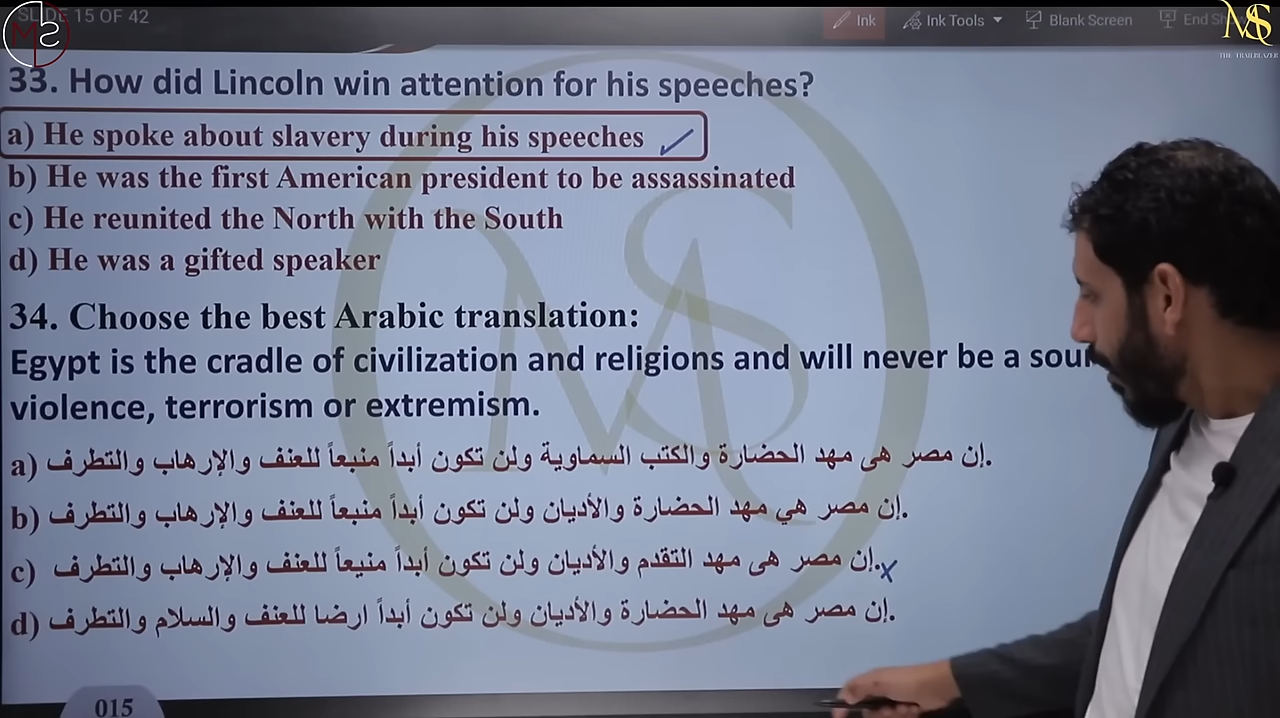 SLIDE 15 OF 42
Ink
Ink Tools
Blank Screen
End
MS
MS
THE TRAILBLAZER
33. How did Lincoln win attention for his speeches?
a) He spoke about slavery during his speeches
b) He was the first American president to be assassinated
c) He reunited the North with the South
d) He was a gifted speaker
34. Choose the best Arabic translation:
Egypt is the cradle of civilization and religions and will never be a
violence, terrorism or extremism.
a) إن مصر هى مهد الحضارة والكتب السماوية ولن تكون أبداً منبعاً للعنف والإرهاب والتطرف.
b) إن مصر هي مهد الحضارة والأديان ولن تكون أبداً منبعاً للعنف والإرهاب والتطرف.
c) إن مصر هى مهد التقدم والأديان ولن تكون أبداً منيعاً للعنف والإرهاب والتطرف.
d) إن مصر هى مهد الحضارة والأديان ولن تكون أبداً ارضا للعنف والسلام والتطرف.
015